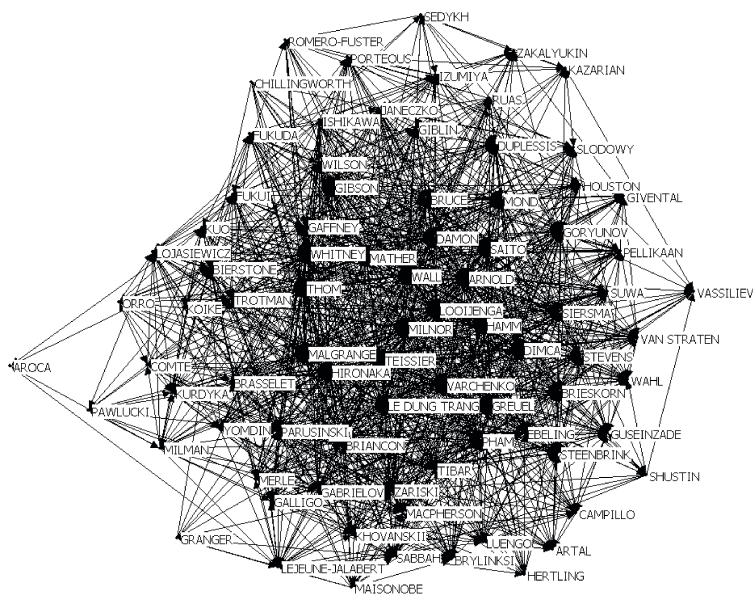 SEDYKH
ROMERO-FUSTER
ZAKALYUKIN
PORTEOUS
KAZARIAN
IZUMIYA
CHILLINGWORTH
RUAS
JANECZKO
ISHIKAWA
GIBLIN
FUKUDA
DUPLESSIS
SLODOWY
WILSON
GIBSON
HOUSTON
FUKUI
BRUCE
MOND
GIVENTAL
GAFFNEY
KUO
GORYUNOV
DAMON
SAITO
LOJASIEWICZ
WHITNEY
MATHER
PELLIKAAN
BIERSTONE
WALL
ARNOLD
THOM
SUWA
VASSILIEV
ORRO
KOIKE
TROTMAN
LOOIJENGA
SIERSMA
MILNOR
HAMM
VAN STRATEN
DIMCA
MALGRANGE
TEISSIER
STEVENS
AROCA
COMTE
HIRONAKA
WAHL
KURDYKA
BRASSELET
VARCHENKO
BRIESKORN
PAWLUCKI
LE DUNG TRANG
GREUEL
YOMDIN
PARUSINSKI
EBELING
GUSEINZADE
MILMAN
BRIANCON
PHAM
STEENBRINK
TIBAR
SHUSTIN
MERLE
GABRIELOV
ZARISKI
GALLIGO
MACPHERSON
CAMPILLO
GRANGER
KHOVANSKII
LUENGO
ARTAL
SABBAH
BRYLINKSI
LEJEUNE-JALABERT
HERTLING
MAISONOBE